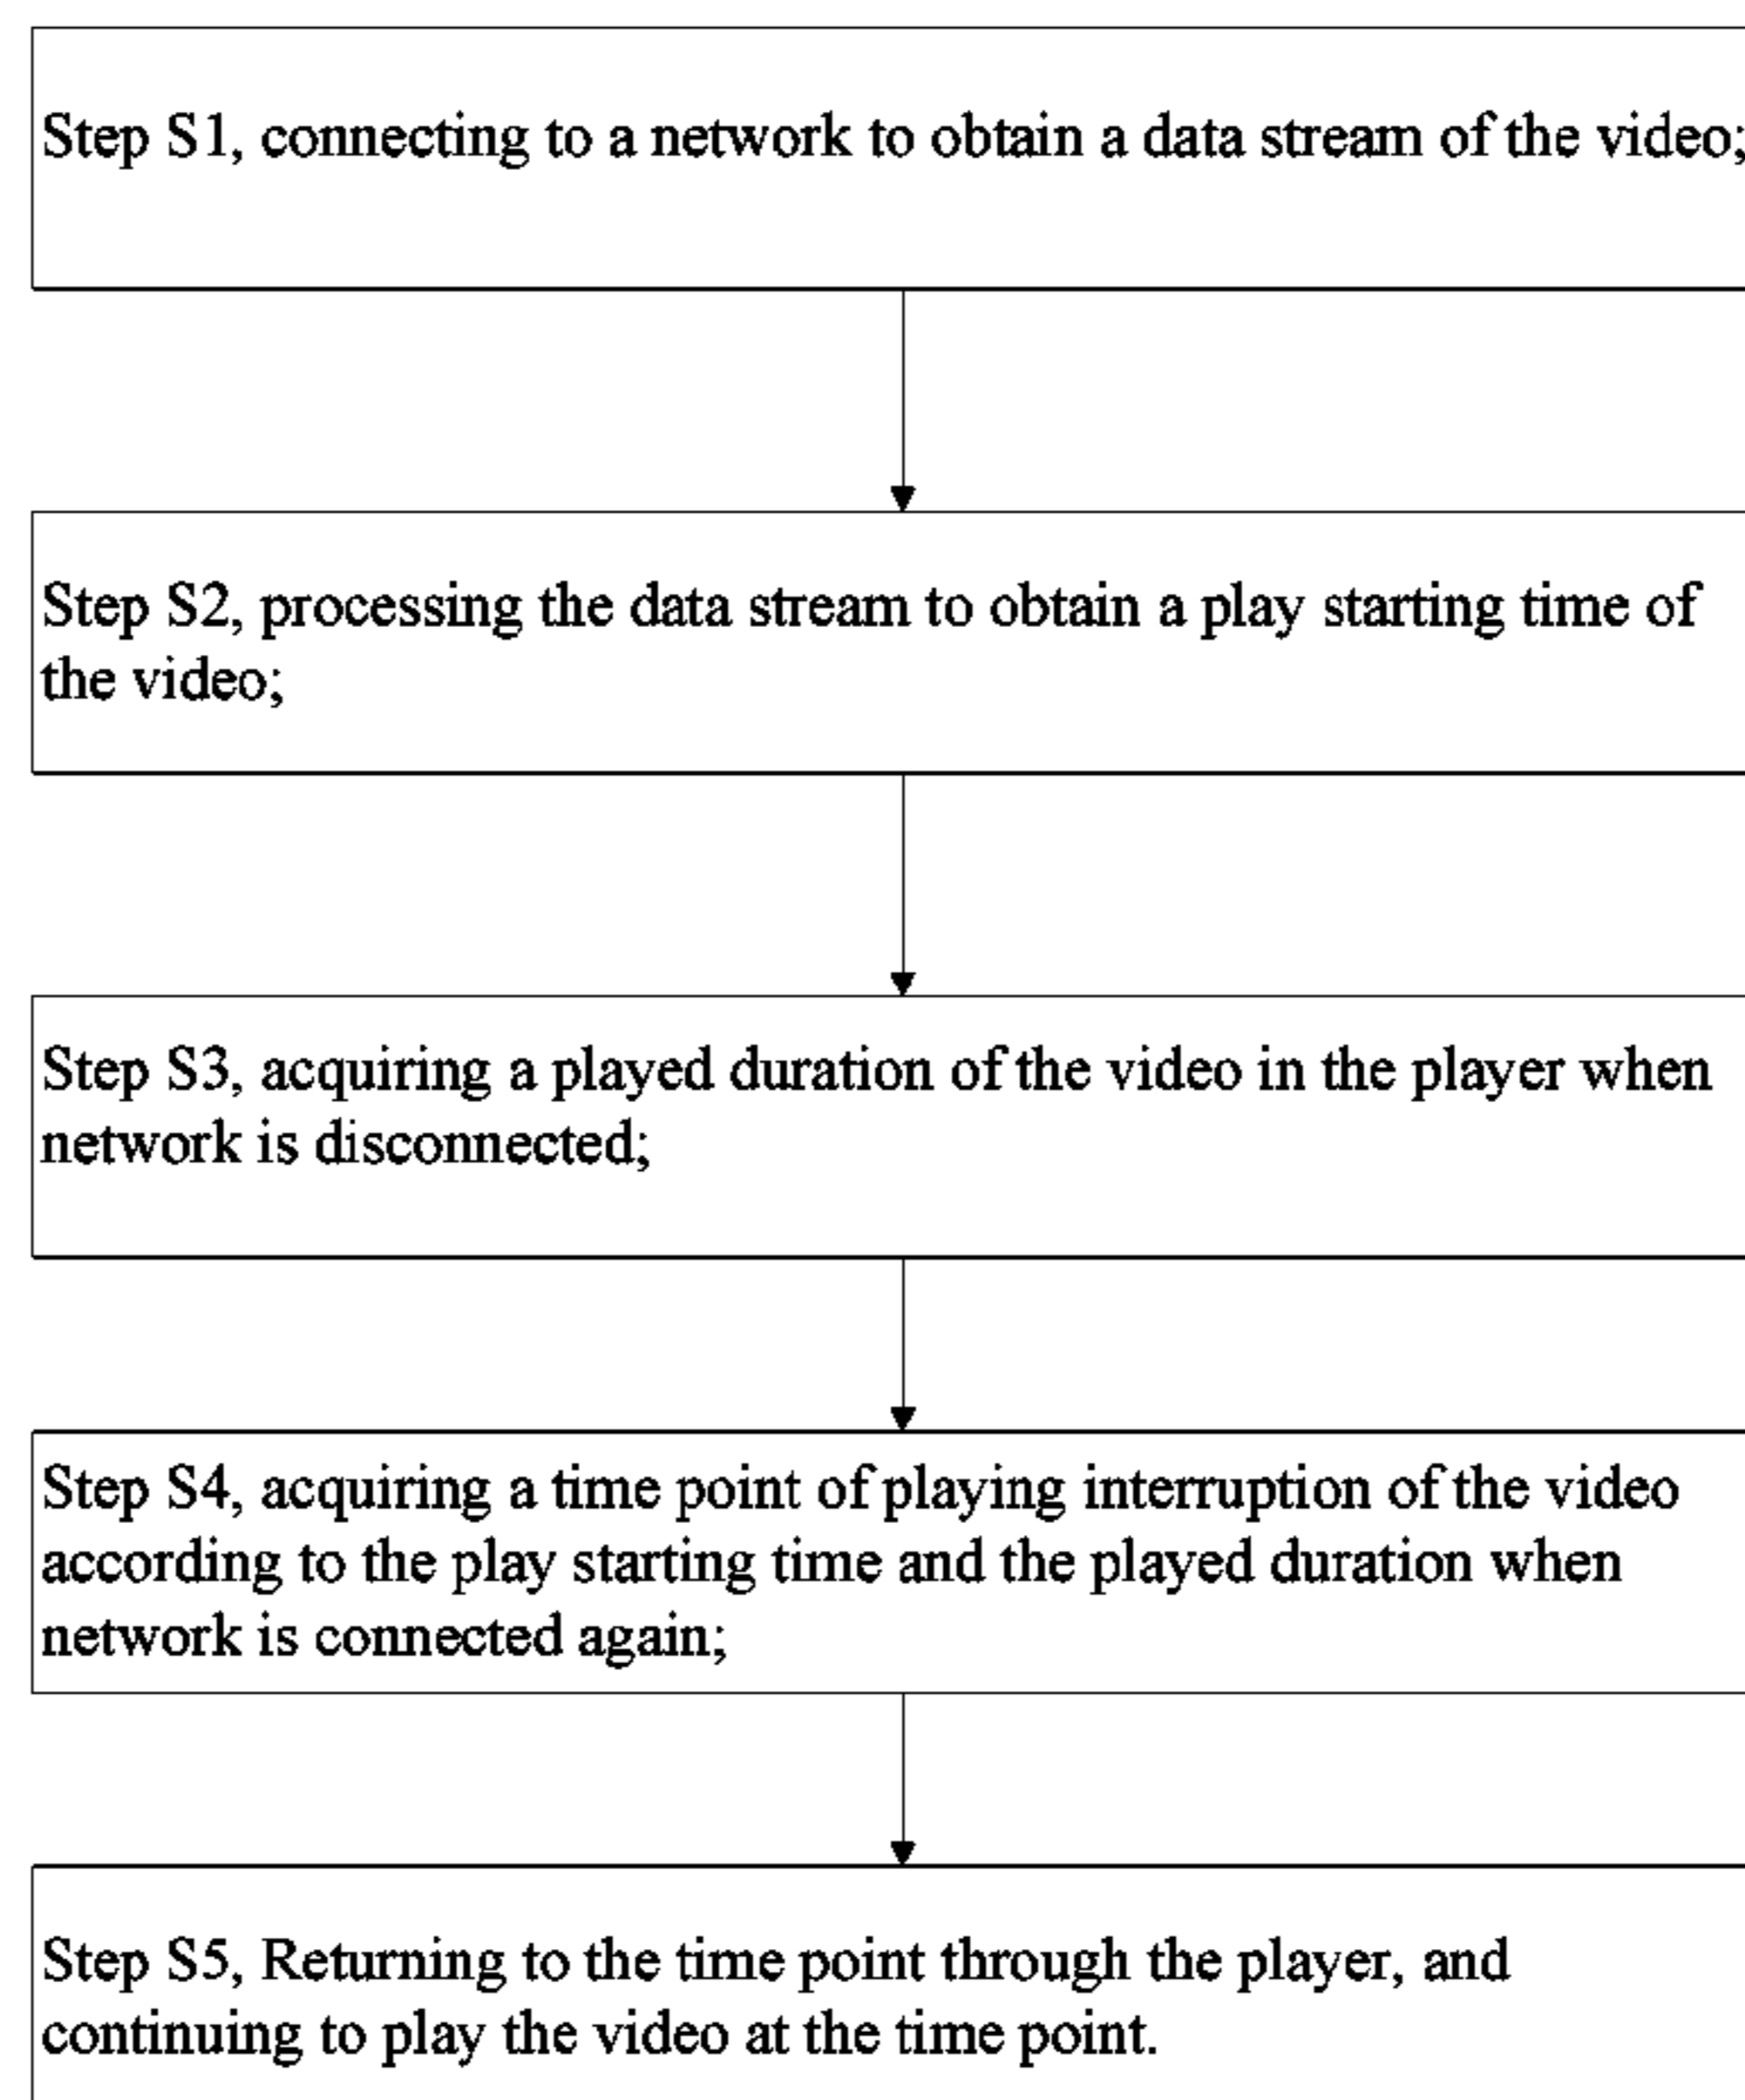 Step S1, connecting to a network to obtain a data stream of the video;
Step S2, processing the data stream to obtain a play starting time of
the video;
Step S3, acquiring a played duration of the video in the player when
network is disconnected;
Step S4, acquiring a time point of playing interruption of the video
according to the play starting time and the played duration when
network is connected again;
Step S5, Returning to the time point through the player, and
continuing to play the video at the time point.